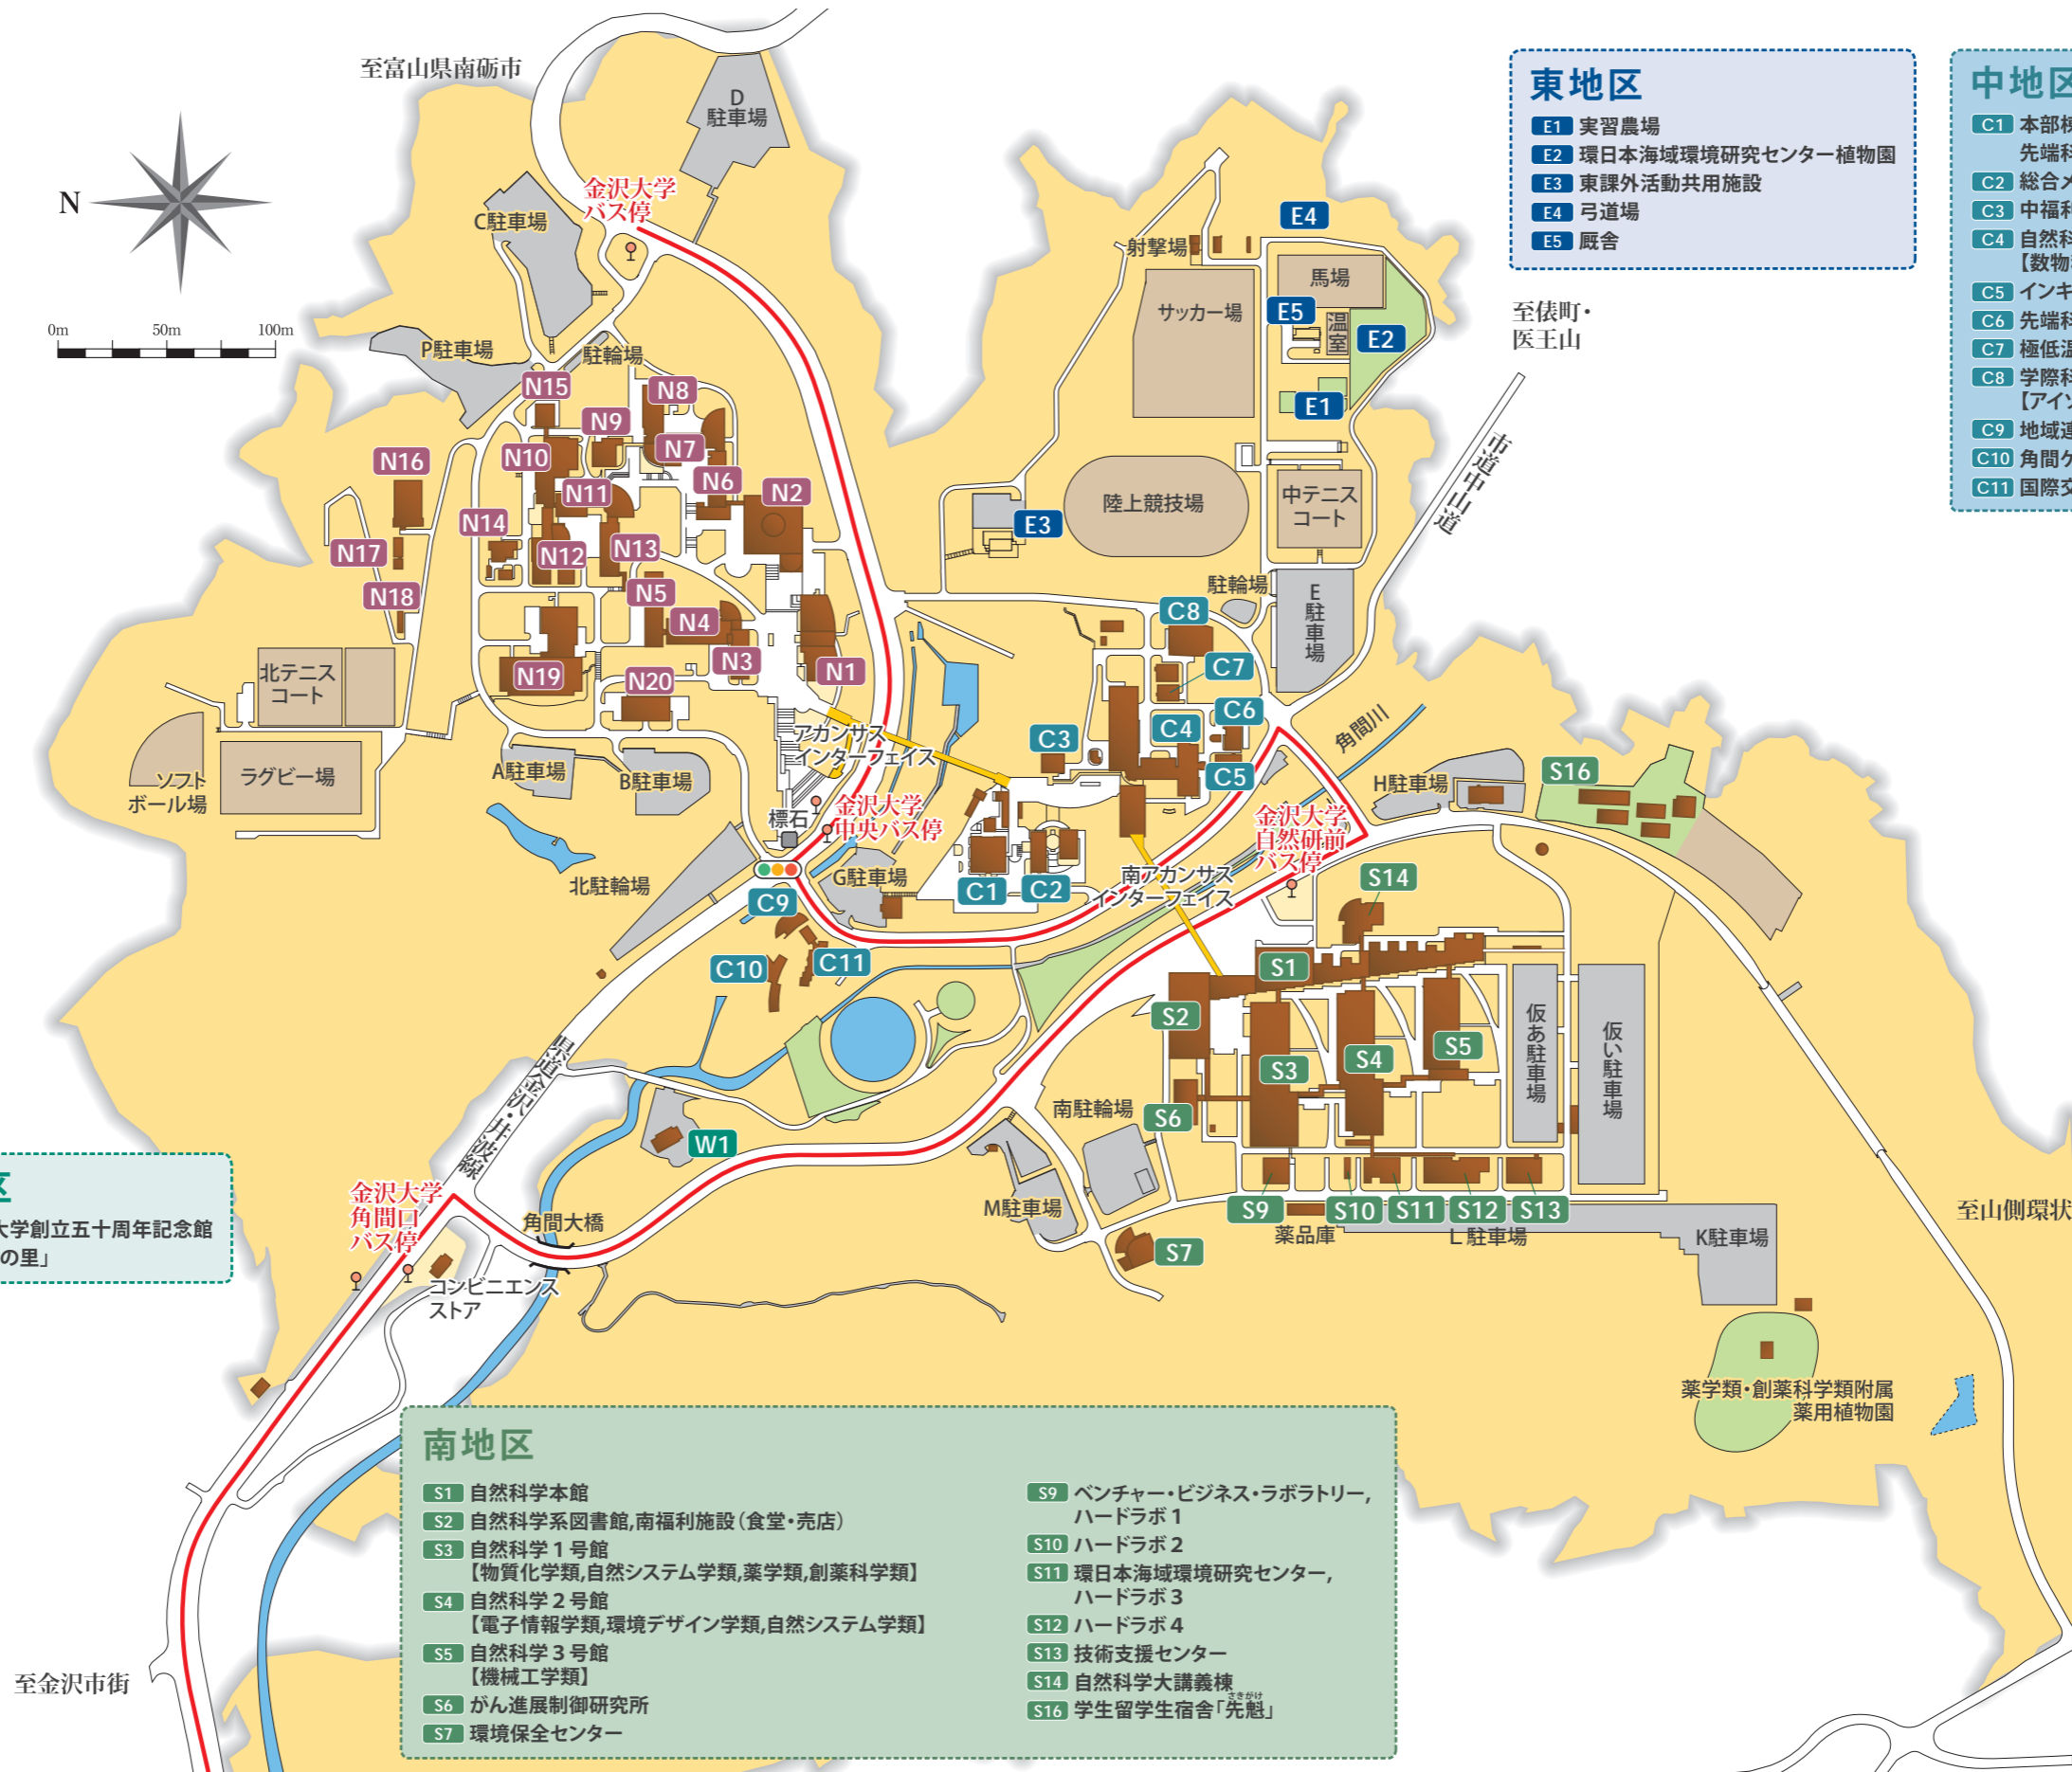 至富山県南砺市
D
駐車場
金沢大学
バス停
C駐車場
N
0m 50m 100m
P駐車場
駐輪場
N15
N8
N9
N7
N10
N16
N6
N2
N11
N14
N17
N12
N13
N18
N5
N4
N3
N1
N19
N20
北テニス
コート
ソフト
ボール場
ラグビー場
A駐車場
B駐車場
アカンサス
インターフェイス
標石
金沢大学
中央バス停
北駐輪場
G駐車場
射撃場
サッカー場
E4
馬場
E5
温室
E2
E1
陸上競技場
中テニス
コート
E3
駐輪場
E
駐車場
至俵町・
医王山
市道中山道
C8
C7
C6
C4
C3
C5
C1
C2
C9
C10
C11
角間川
H駐車場
S16
金沢大学
自然研前
バス停
南アカンサス
インターフェイス
S14
S1
S2
S3
S4
S5
S6
仮あ駐車場
仮い駐車場
南駐輪場
M駐車場
S7
S9
S10
S11
S12
S13
薬品庫
L駐車場
K駐車場
至山側環状
薬学類・創薬科学類附属
薬用植物園
県道金沢・井波線
W1
金沢大学
角間口
バス停
角間大橋
コンビニエンス
ストア
至金沢市街
区
大学創立五十周年記念館
の里」
東地区
E1 実習農場
E2 環日本海域環境研究センター植物園
E3 東課外活動共用施設
E4 弓道場
E5 厩舎
中地区
C1 本部棟
先端科
C2 総合メ
C3 中福利
C4 自然科
【数物
C5 インキ
C6 先端科
C7 極低温
C8 学際科
【アイソ
C9 地域連
C10 角間ゲ
C11 国際交
南地区
S1 自然科学本館
S2 自然科学系図書館,南福利施設（食堂・売店）
S3 自然科学1号館
【物質化学類,自然システム学類,薬学類,創薬科学類】
S4 自然科学2号館
【電子情報学類,環境デザイン学類,自然システム学類】
S5 自然科学3号館
【機械工学類】
S6 がん進展制御研究所
S7 環境保全センター
S9 ベンチャー・ビジネス・ラボラトリー,
ハードラボ1
S10 ハードラボ2
S11 環日本海域環境研究センター,
ハードラボ3
S12 ハードラボ4
S13 技術支援センター
S14 自然科学大講義棟
さきがけ
S16 学生留学生宿舎「先魁」